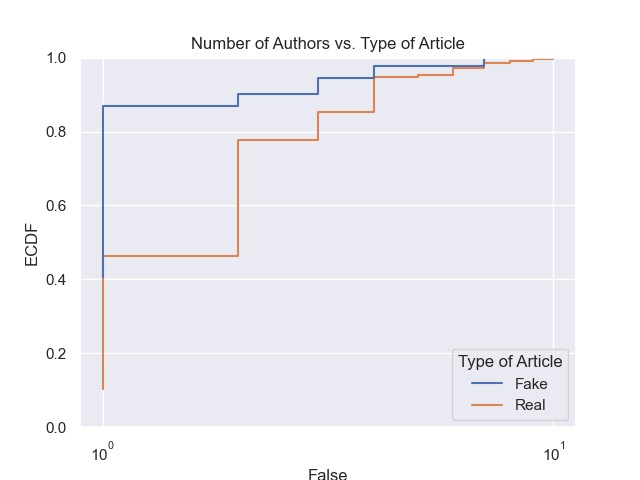 Number of Authors vs. Type of Article
ECDF
1.0
0.8
0.6
0.4
0.2
0.0
Type of Article
Fake
Real
10⁰
10¹
False